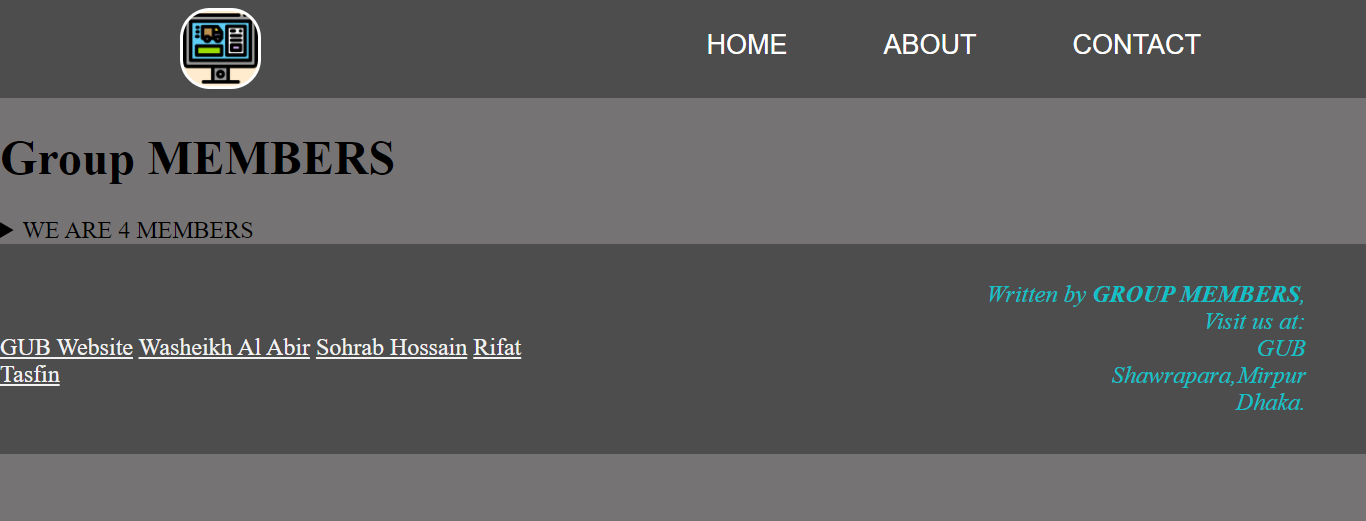 HOME ABOUT CONTACT
Group MEMBERS
WE ARE 4 MEMBERS
Written by GROUP MEMBERS,
Visit us at:
GUB
Shawrapara,Mirpur
Dhaka.
GUB Website Washeikh Al Abir Sohrab Hossain Rifat
Tasfin